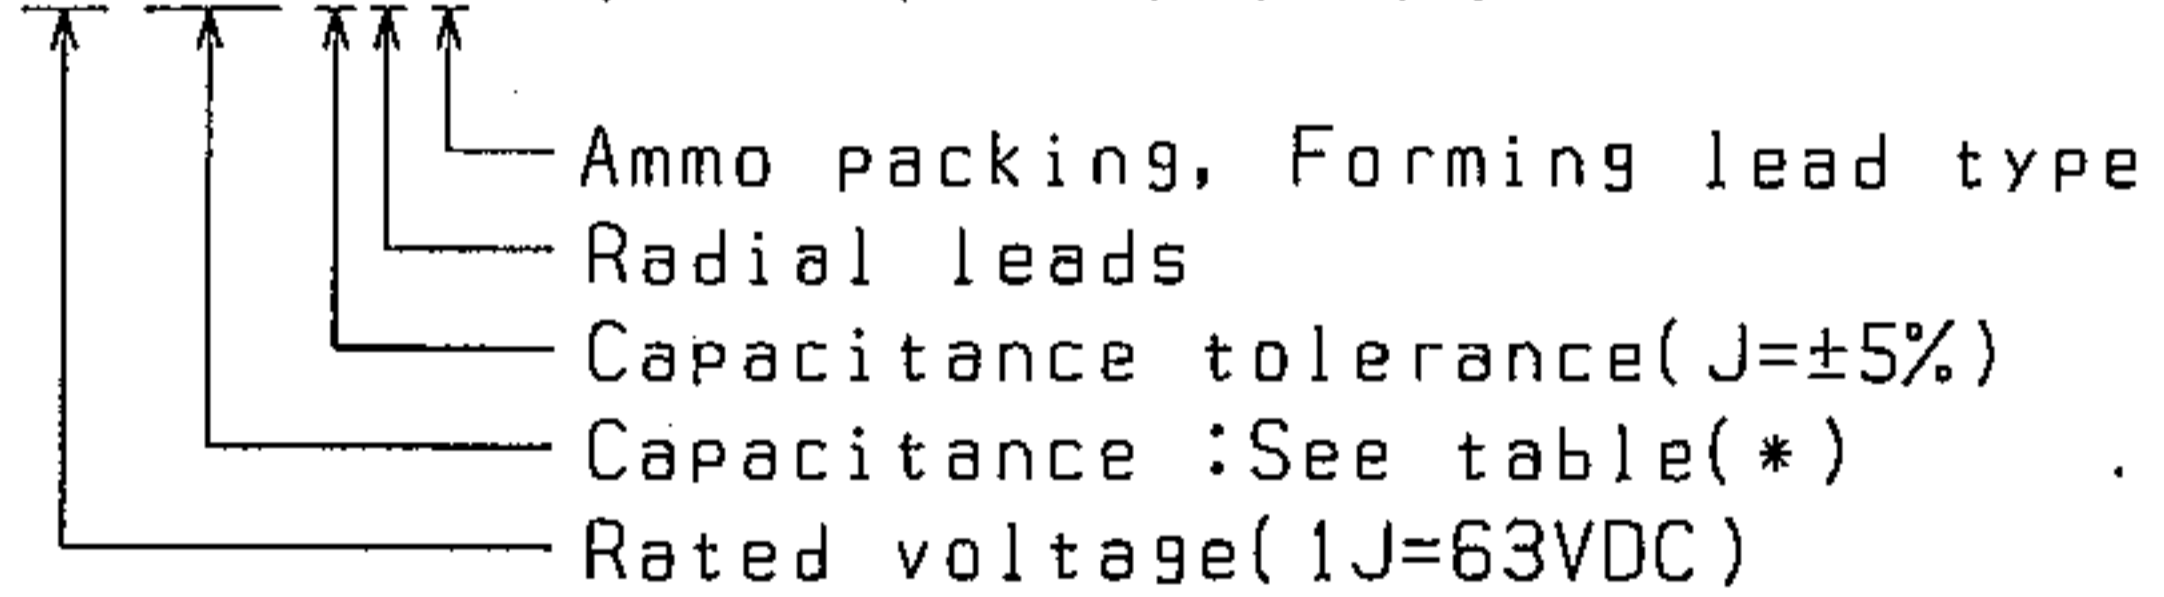 Ammo packing, Forming lead type
Radial leads
Capacitance tolerance(J=±5%)
Capacitance :See table(*)
Rated voltage(1J=63VDC)